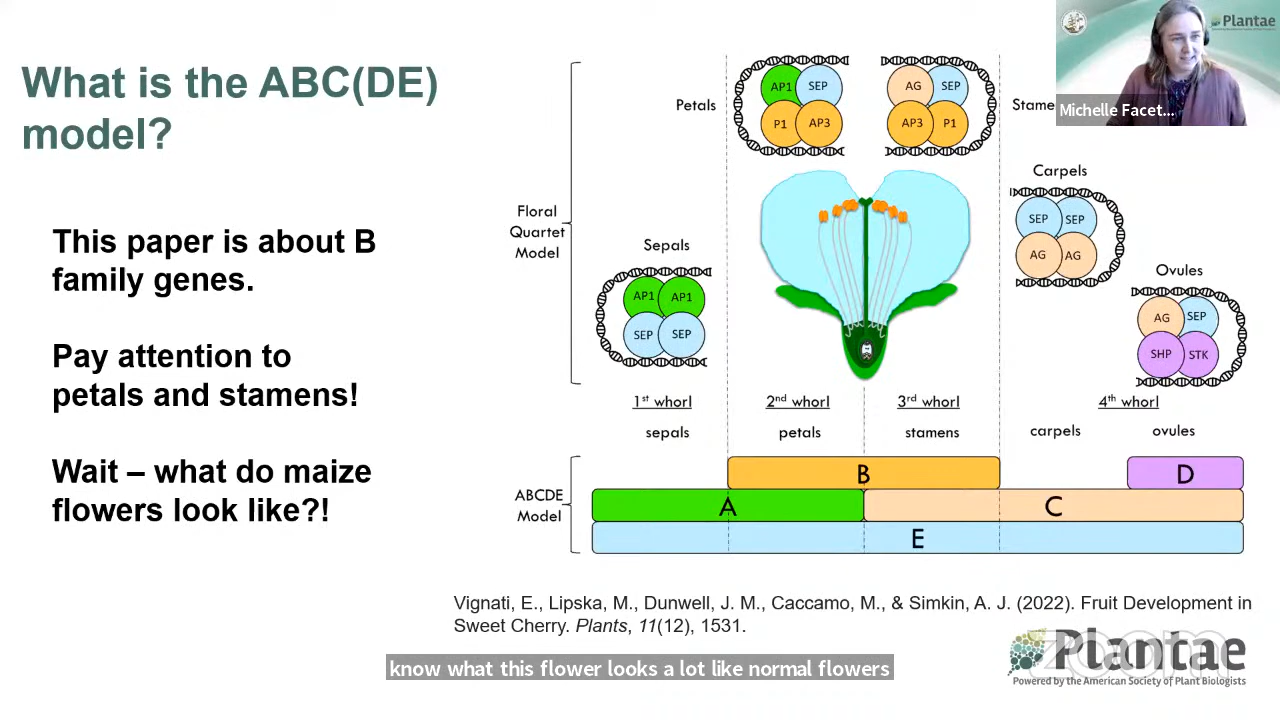 What is the ABC(DE)
model?
This paper is about B
family genes.
Pay attention to
petals and stamens!
Wait – what do maize
flowers look like?!
Floral
Quartet
Model
Sepals
AP1 AP1
SEP SEP
Petals
AP1 SEP
P1 AP3
AG SEP
AP3 P1
Stame
Carpels
SEP SEP
AG AG
Ovules
AG SEP
SHP STK
1st whorl
2nd whorl
3rd whorl
4th whorl
sepals
petals
stamens
carpels
ovules
ABCDE
Model
B
D
A
C
E
Vignati, E., Lipska, M., Dunwell, J. M., Caccamo, M., & Simkin, A. J. (2022). Fruit Development in
Sweet Cherry. Plants, 11(12), 1531.
Plantae
Michelle Facet...
zoom
Plantae
Powered by the American Society of Plant Biologists
know what this flower looks a lot like normal flowers